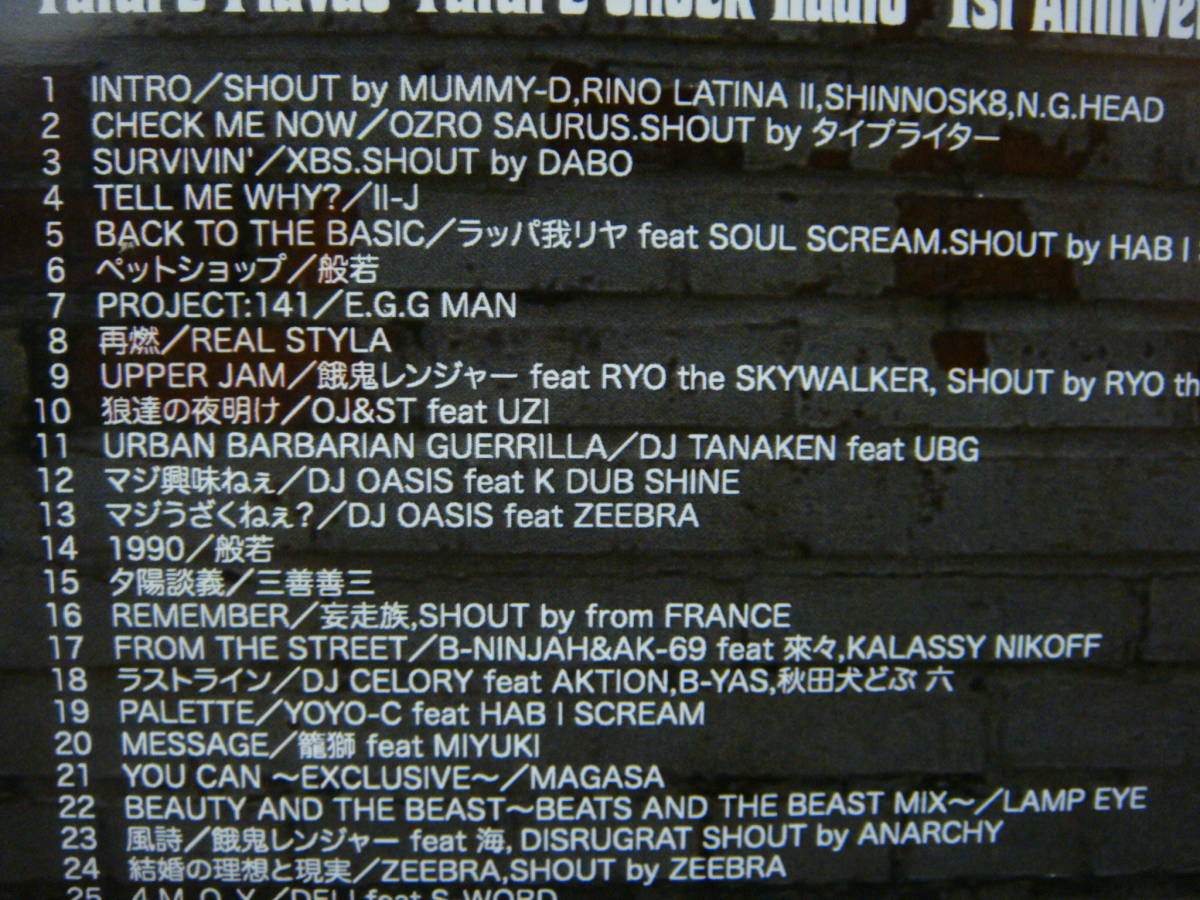 Future Flavas "Future Shock Radio" 1st Anniver
1 INTRO／SHOUT by MUMMY-D,RINO LATINA II,SHINNOSK8,N.G.HEAD
2 CHECK ME NOW／OZRO SAURUS.SHOUT by タイプライター
3 SURVIVIN'／XBS.SHOUT by DABO
4 TELL ME WHY?／II-J
5 BACK TO THE BASIC／ラッパ我リヤ feat SOUL SCREAM.SHOUT by HAB I
6 ペットショップ／般若
7 PROJECT:141／E.G.G MAN
8 再燃／REAL STYLA
9 UPPER JAM／餓鬼レンジャー feat RYO the SKYWALKER, SHOUT by RYO th
10 狼達の夜明け／OJ&ST feat UZI
11 URBAN BARBARIAN GUERRILLA／DJ TANAKEN feat UBG
12 マジ興味ねぇ／DJ OASIS feat K DUB SHINE
13 マジうざくねぇ?／DJ OASIS feat ZEEBRA
14 1990／般若
15 夕陽談義／三善善三
16 REMEMBER／妄走族,SHOUT by from FRANCE
17 FROM THE STREET／B-NINJAH&AK-69 feat 來々,KALASSY NIKOFF
18 ラストライン／DJ CELORY feat AKTION,B-YAS,秋田犬どぶ 六
19 PALETTE／YOYO-C feat HAB I SCREAM
20 MESSAGE／籠獅 feat MIYUKI
21 YOU CAN 〜EXCLUSIVE〜／MAGASA
22 BEAUTY AND THE BEAST〜BEATS AND THE BEAST MIX〜／LAMP EYE
23 風詩／餓鬼レンジャー feat 海, DISRUGRAT SHOUT by ANARCHY
24 結婚の理想と現実／ZEEBRA,SHOUT by ZEEBRA
25 4 M. O. Y.／DELI feat S-WORD